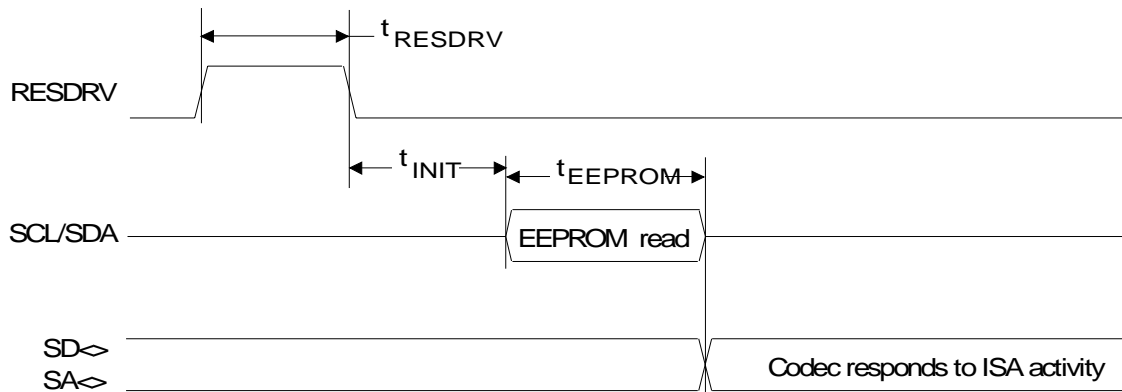 tRESDRV
RESDRV
tINIT
tEEPROM
SCL/SDA
EEPROM read
SD<>
SA<>
Codec responds to ISA activity